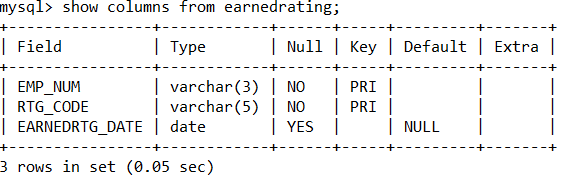 mysql> show columns from earnedrating;
+----------------+------------+------+-----+---------+-------+
| Field          | Type       | Null | Key | Default | Extra |
+----------------+------------+------+-----+---------+-------+
| EMP_NUM        | varchar(3) | NO   | PRI |         |       |
| RTG_CODE       | varchar(5) | NO   | PRI |         |       |
| EARNEDRTG_DATE | date       | YES  |     | NULL    |       |
+----------------+------------+------+-----+---------+-------+
3 rows in set (0.05 sec)